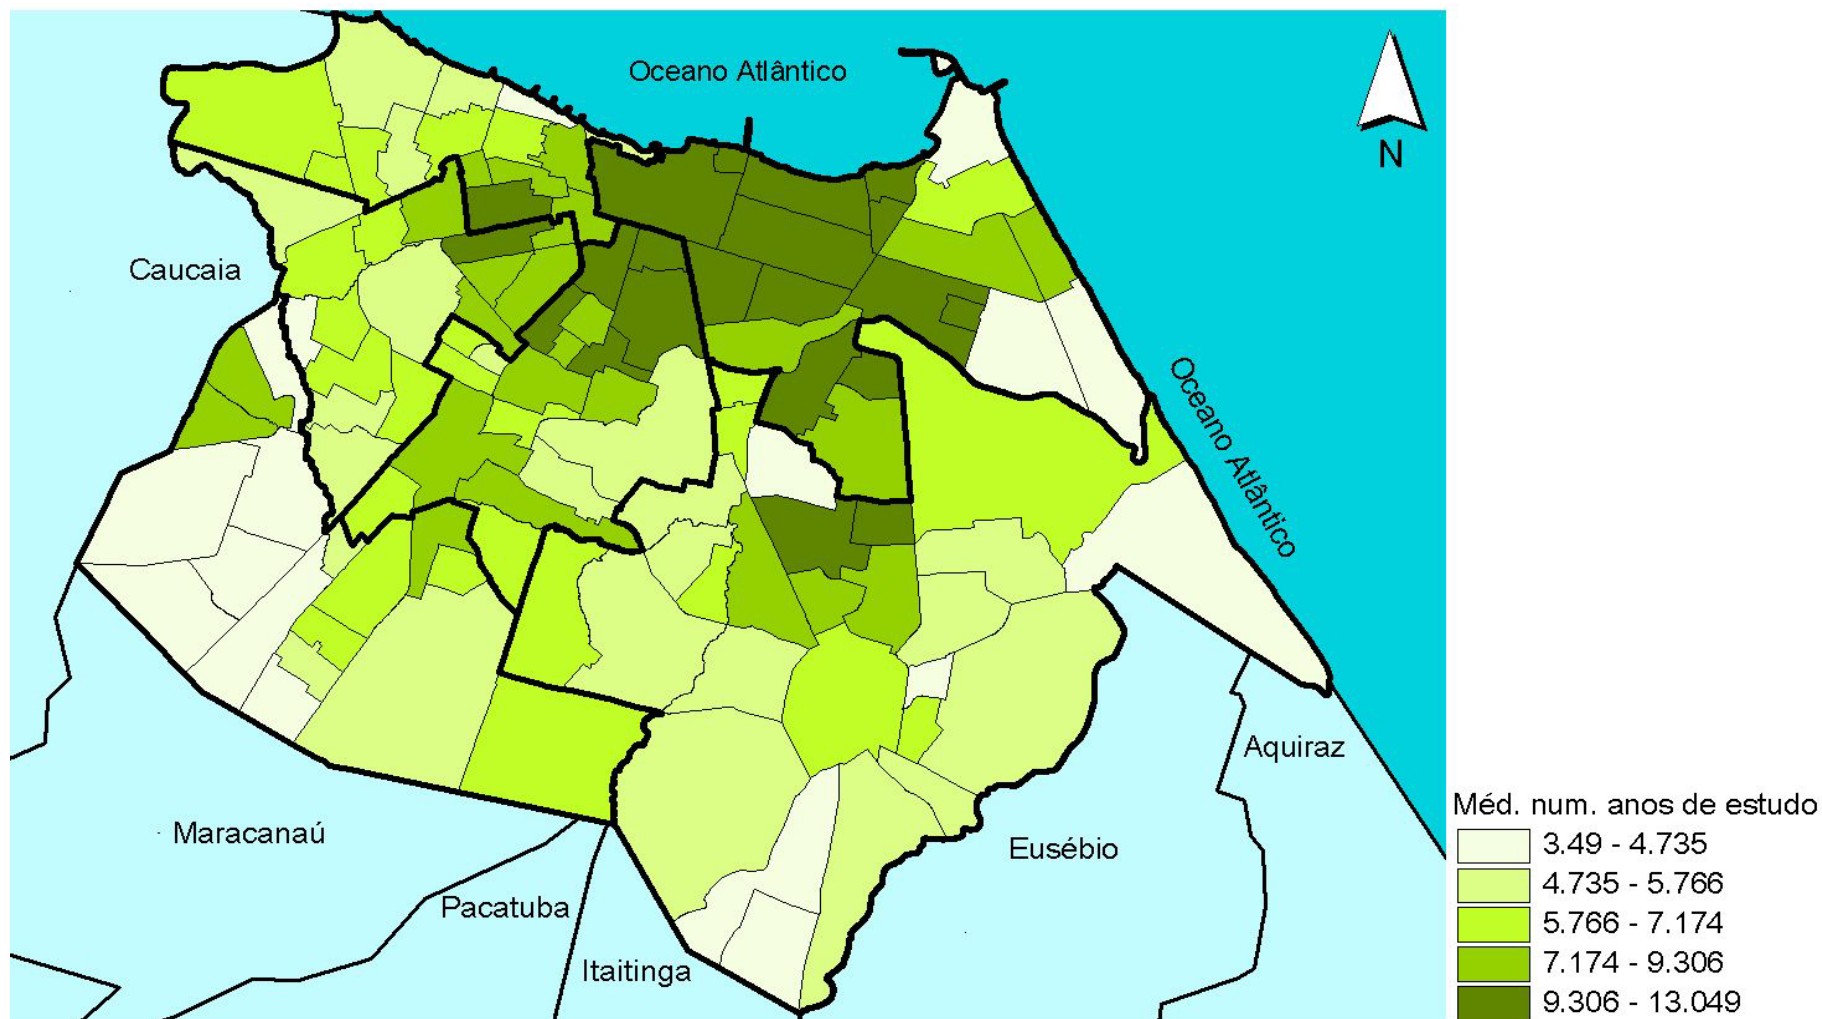 Oceano Atlântico
N
Caucaia
Oceano Atlântico
Aquiraz
Maracanaú
Eusébio
Pacatuba
Itaitinga
Méd. num. anos de estudo
3.49 - 4.735
4.735 - 5.766
5.766 - 7.174
7.174 - 9.306
9.306 - 13.049